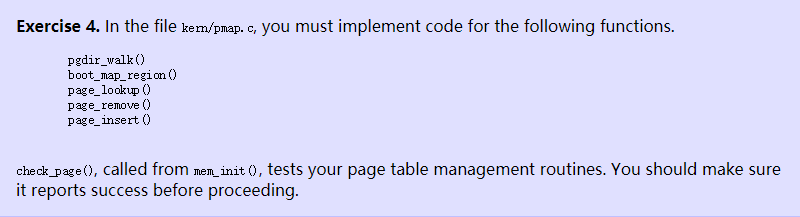 Exercise 4. In the file kern/pmap.c, you must implement code for the following functions.
pgdir_walk()
boot_map_region()
page_lookup()
page_remove()
page_insert()
check_page(), called from mem_init(), tests your page table management routines. You should make sure
it reports success before proceeding.